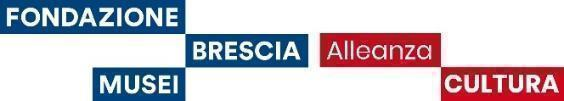 FONDAZIONE
BRESCIA
MUSEI
Alleanza
CULTURA